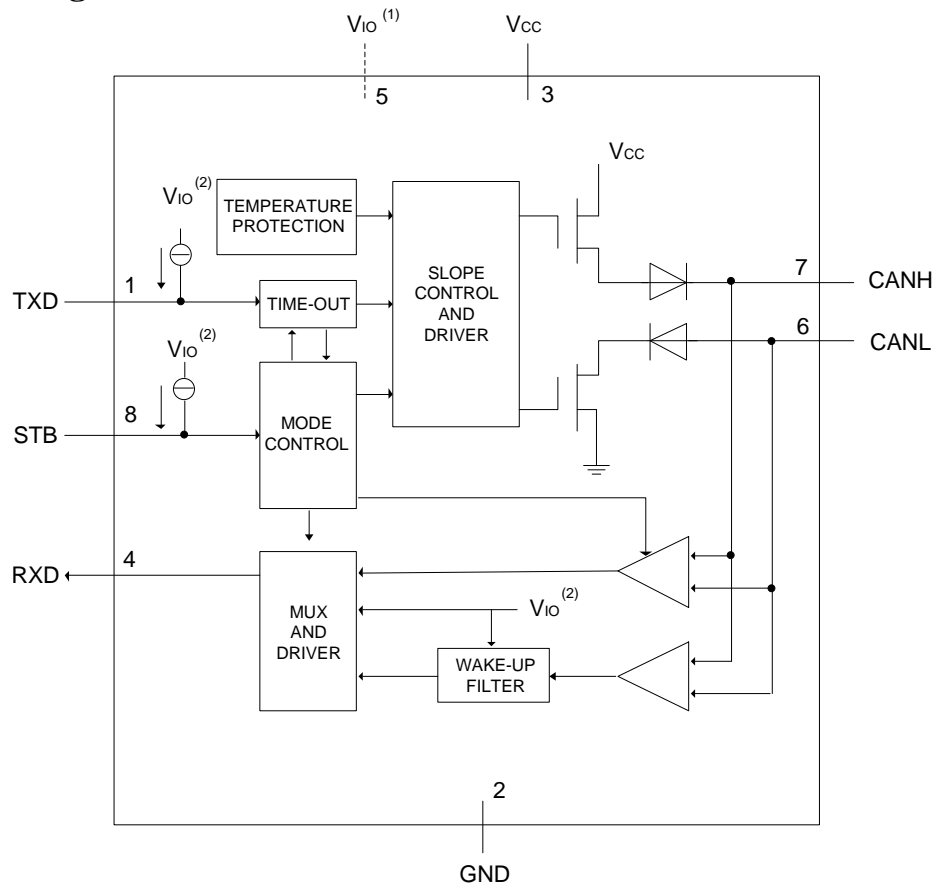 VIO (1)
VCC
5
3
VCC
VIO (2)
TEMPERATURE
PROTECTION
SLOPE
CONTROL
AND
DRIVER
1
7
TXD
TIME-OUT
CANH
6
CANL
VIO (2)
8
STB
MODE
CONTROL
4
RXD
MUX
AND
DRIVER
VIO (2)
WAKE-UP
FILTER
2
GND